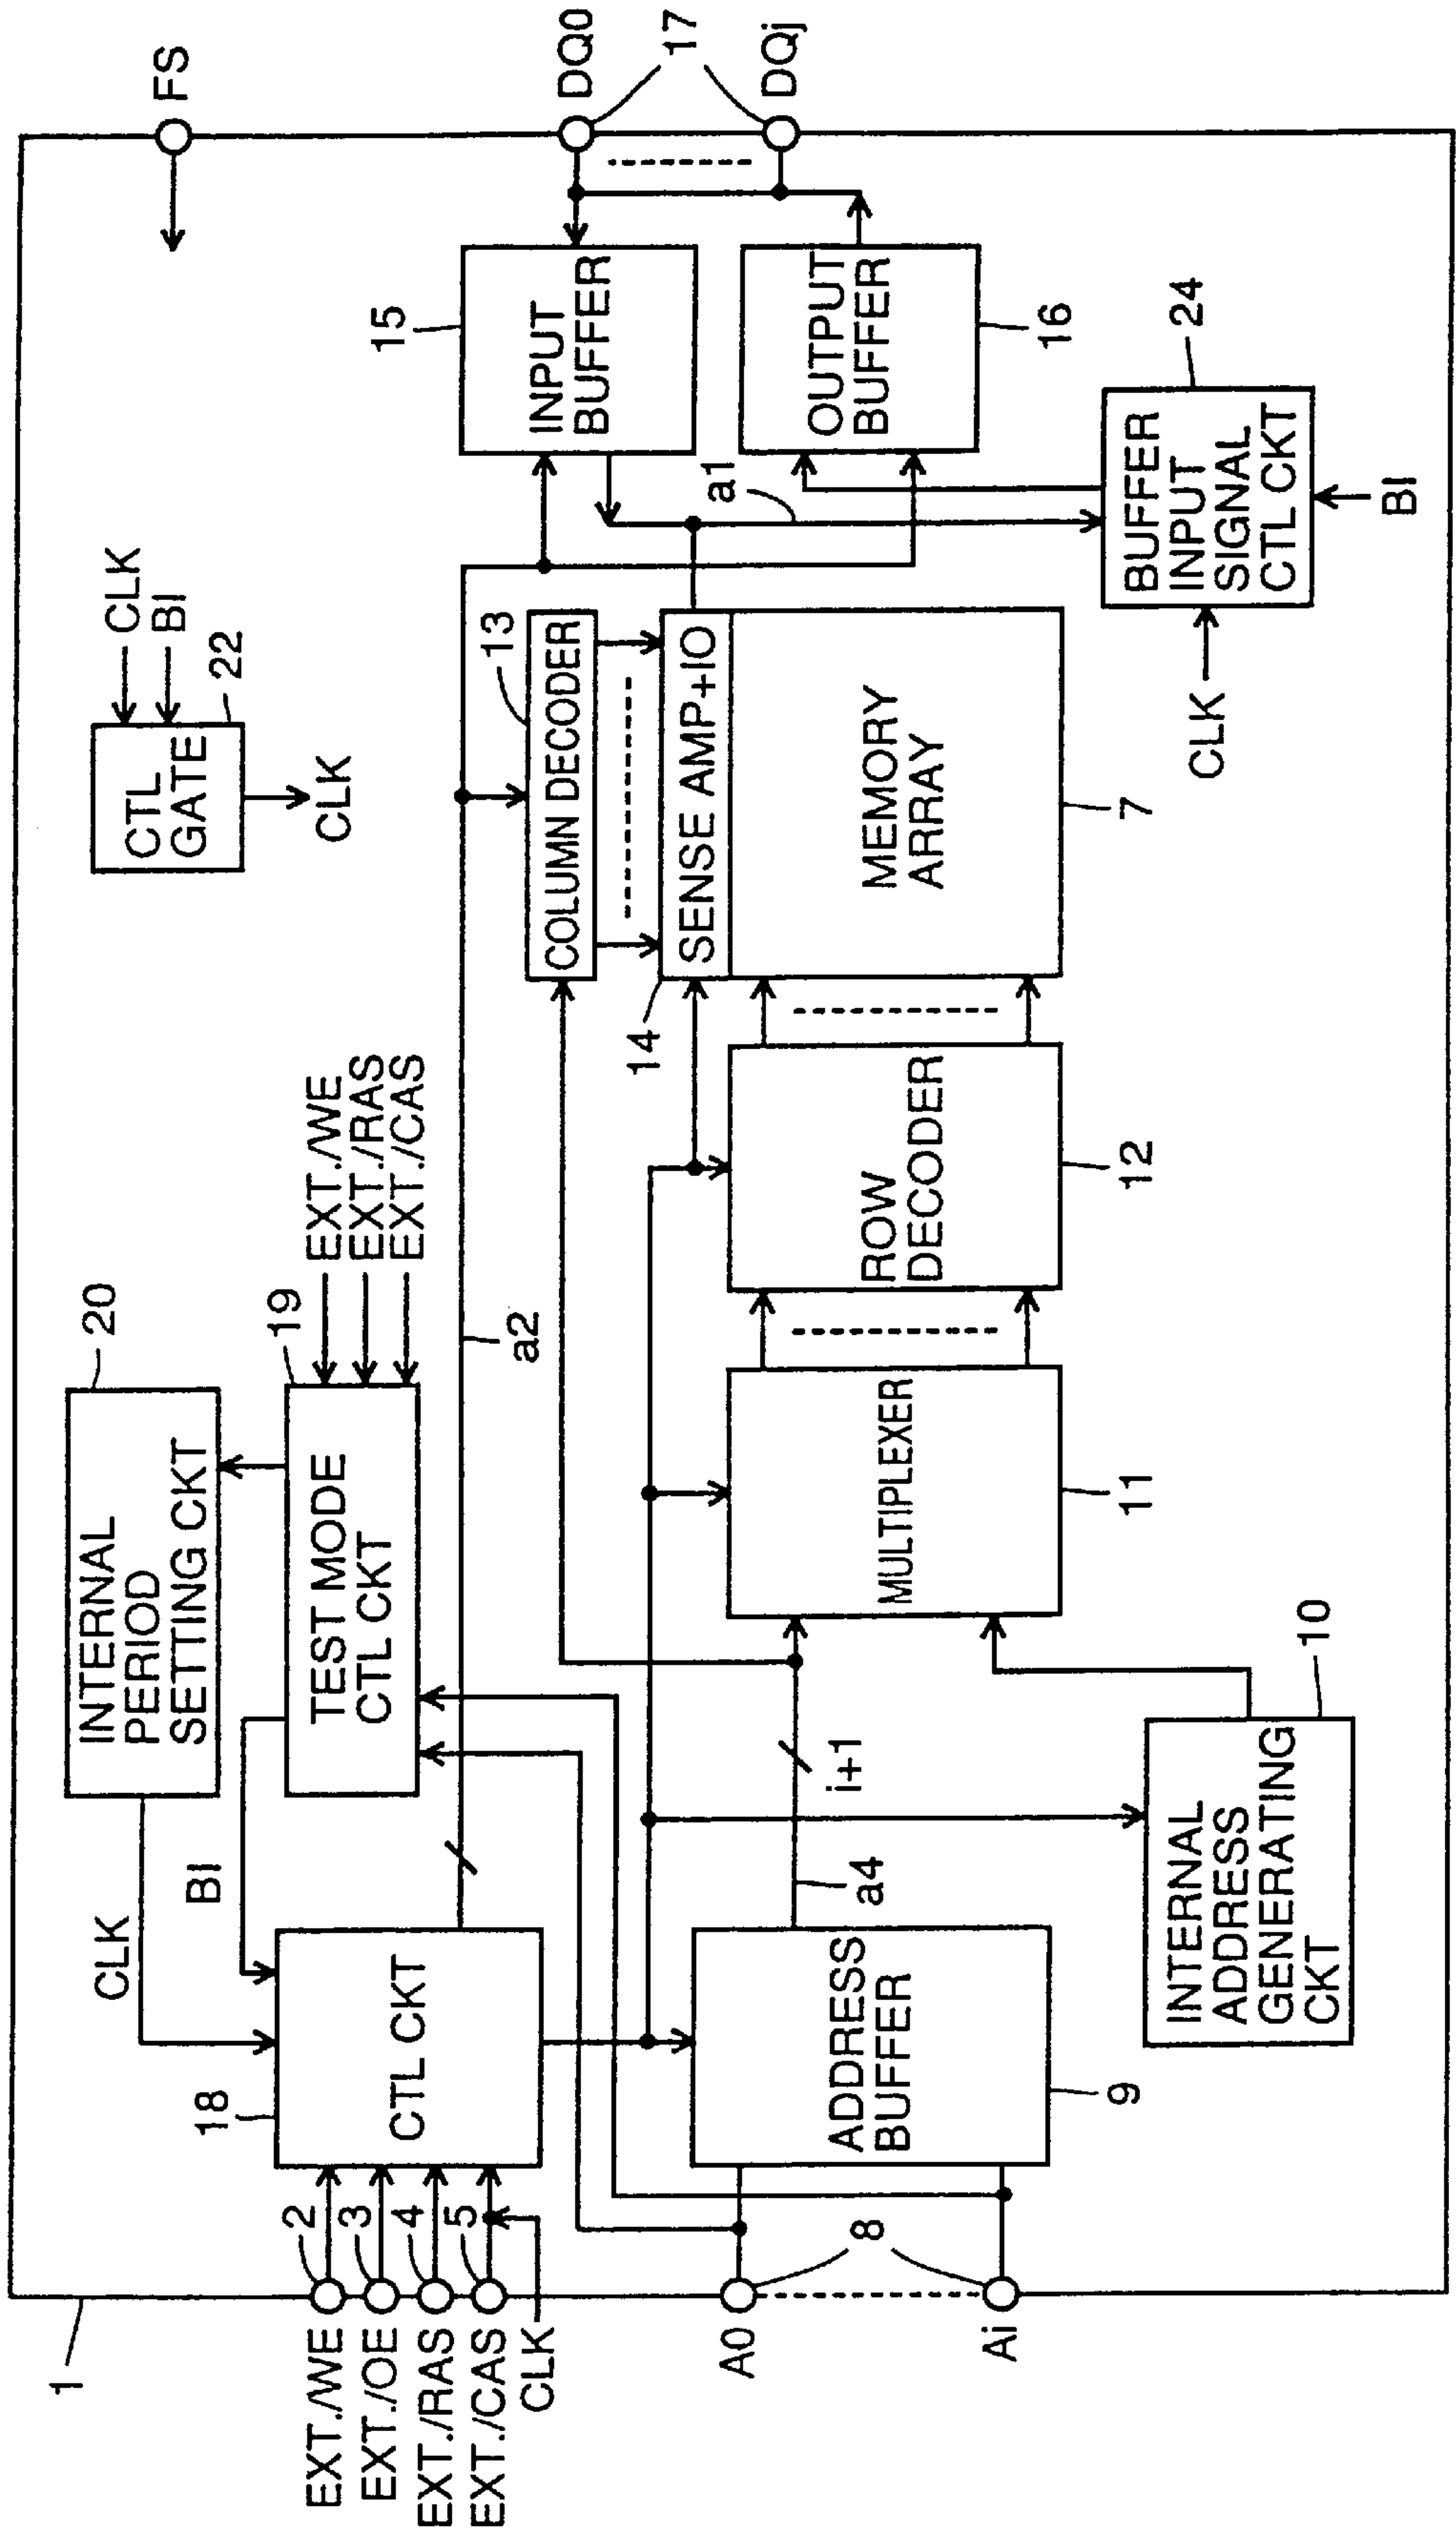 1
EXT./WE
EXT./OE
EXT./RAS
EXT./CAS
CLK
2
3
4
5
A0
Ai
8
18
CTL CKT
CLK
BI
20
INTERNAL
PERIOD
SETTING CKT
19
TEST MODE
CTL CKT
EXT./WE
EXT./RAS
EXT./CAS
a2
ADDRESS
BUFFER
9
a4
i+1
INTERNAL
ADDRESS
GENERATING
CKT
10
MULTIPLEXER
11
ROW
DECODER
12
13
COLUMN DECODER
14
SENSE AMP+IO
MEMORY
ARRAY
7
CTL
GATE
22
CLK
BI
CLK
a1
15
INPUT
BUFFER
OUTPUT
BUFFER
16
BUFFER
INPUT
SIGNAL
CTL CKT
24
CLK
BI
FS
DQ0
17
DQj